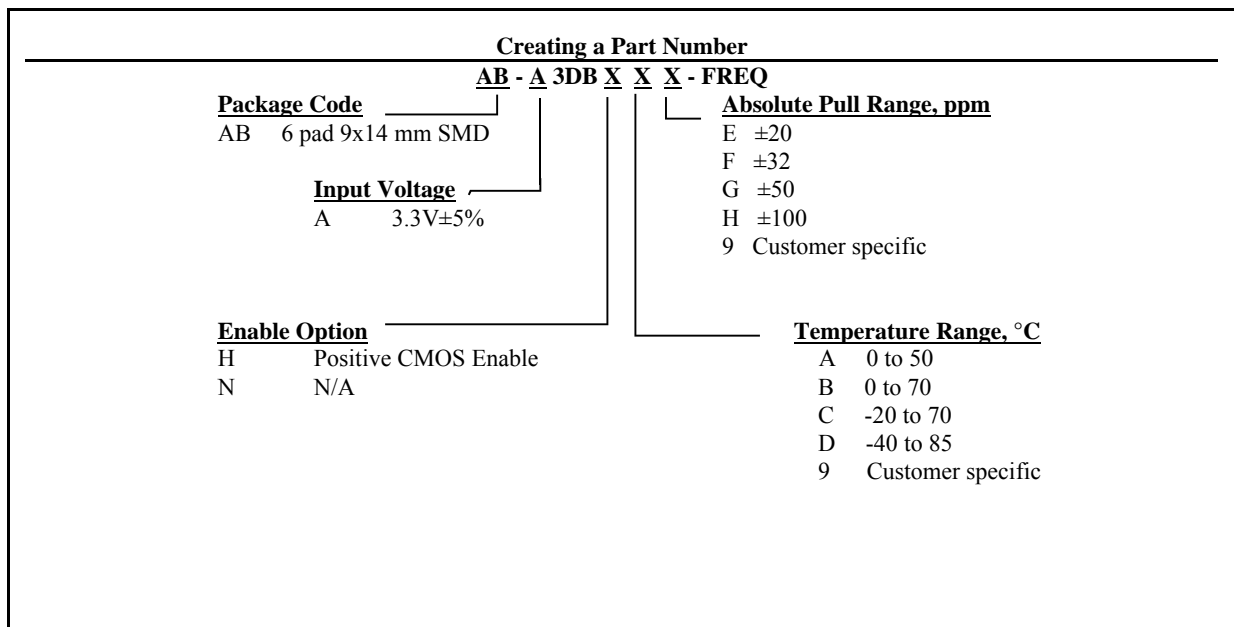 Creating a Part Number
AB - A 3DB X X X - FREQ
Package Code
AB 6 pad 9x14 mm SMD
Input Voltage
A 3.3V±5%
Absolute Pull Range, ppm
E ±20
F ±32
G ±50
H ±100
9 Customer specific
Enable Option
H Positive CMOS Enable
N N/A
Temperature Range, °C
A 0 to 50
B 0 to 70
C -20 to 70
D -40 to 85
9 Customer specific